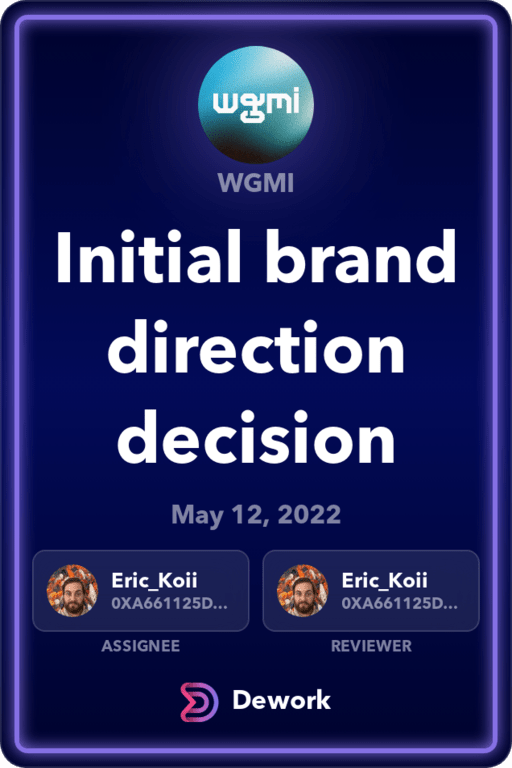 wgmi
WGMI
Initial brand
direction
decision
May 12, 2022
Eric_Koii
0XA661125D...
ASSIGNEE
Eric_Koii
0XA661125D...
REVIEWER
Dework